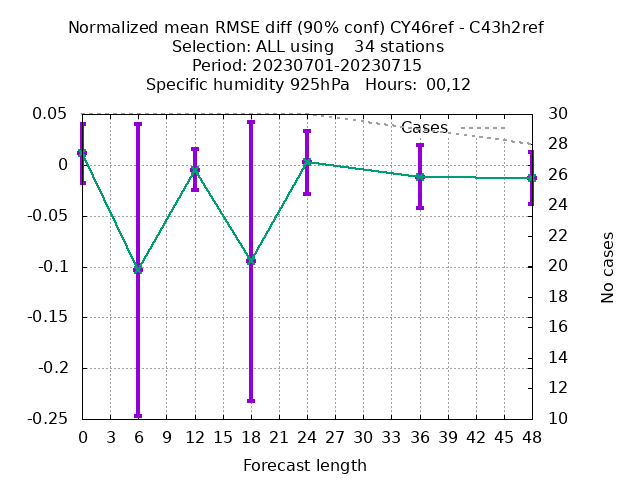 Normalized mean RMSE diff (90% conf) CY46ref - C43h2ref
Selection: ALL using    34 stations
Period: 20230701-20230715
Specific humidity 925hPa   Hours:  00,12
0.05
0
-0.05
-0.1
-0.15
-0.2
-0.25
Cases
30
28
26
24
22
20
18
16
14
12
10
No cases
0 3 6 9 12 15 18 21 24 27 30 33 36 39 42 45 48
Forecast length